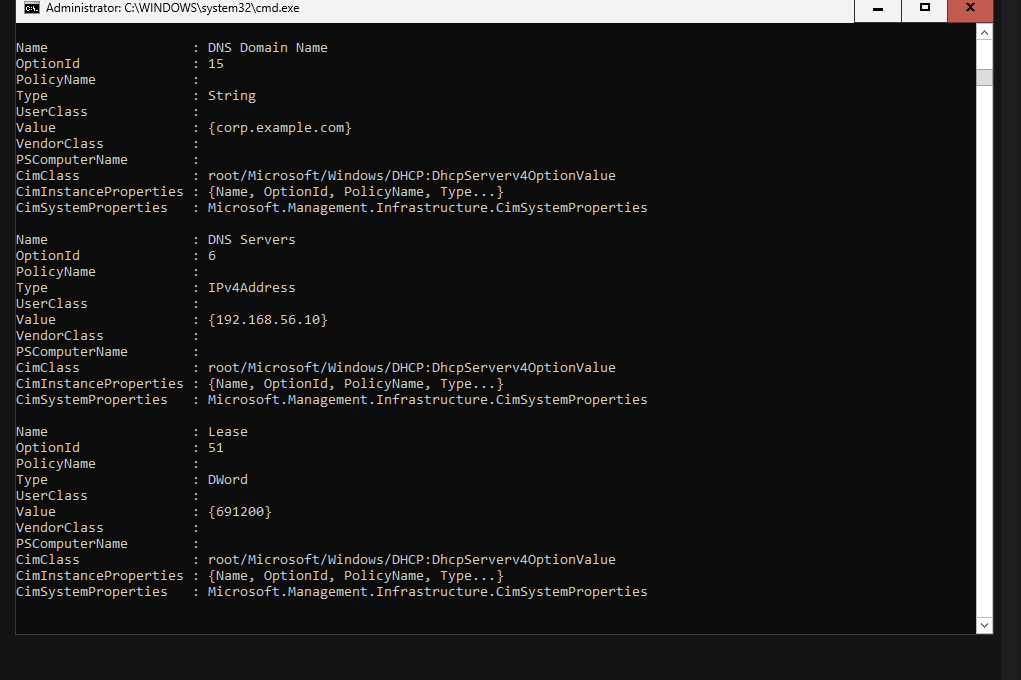 Administrator: C:\WINDOWS\system32\cmd.exe
Name                  : DNS Domain Name
OptionId              : 15
PolicyName            :
Type                  : String
UserClass             :
Value                 : {corp.example.com}
VendorClass           :
PSComputerName        :
CimClass              : root/Microsoft/Windows/DHCP:DhcpServerv4OptionValue
CimInstanceProperties : {Name, OptionId, PolicyName, Type...}
CimSystemProperties   : Microsoft.Management.Infrastructure.CimSystemProperties
Name                  : DNS Servers
OptionId              : 6
PolicyName            :
Type                  : IPv4Address
UserClass             :
Value                 : {192.168.56.10}
VendorClass           :
PSComputerName        :
CimClass              : root/Microsoft/Windows/DHCP:DhcpServerv4OptionValue
CimInstanceProperties : {Name, OptionId, PolicyName, Type...}
CimSystemProperties   : Microsoft.Management.Infrastructure.CimSystemProperties
Name                  : Lease
OptionId              : 51
PolicyName            :
Type                  : DWord
UserClass             :
Value                 : {691200}
VendorClass           :
PSComputerName        :
CimClass              : root/Microsoft/Windows/DHCP:DhcpServerv4OptionValue
CimInstanceProperties : {Name, OptionId, PolicyName, Type...}
CimSystemProperties   : Microsoft.Management.Infrastructure.CimSystemProperties